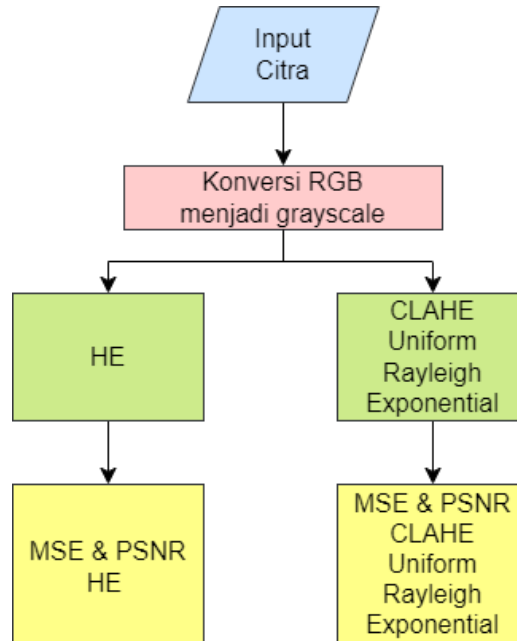 Input
Citra
Konversi RGB
menjadi grayscale
HE
CLAHE
Uniform
Rayleigh
Exponential
MSE & PSNR
HE
MSE & PSNR
CLAHE
Uniform
Rayleigh
Exponential